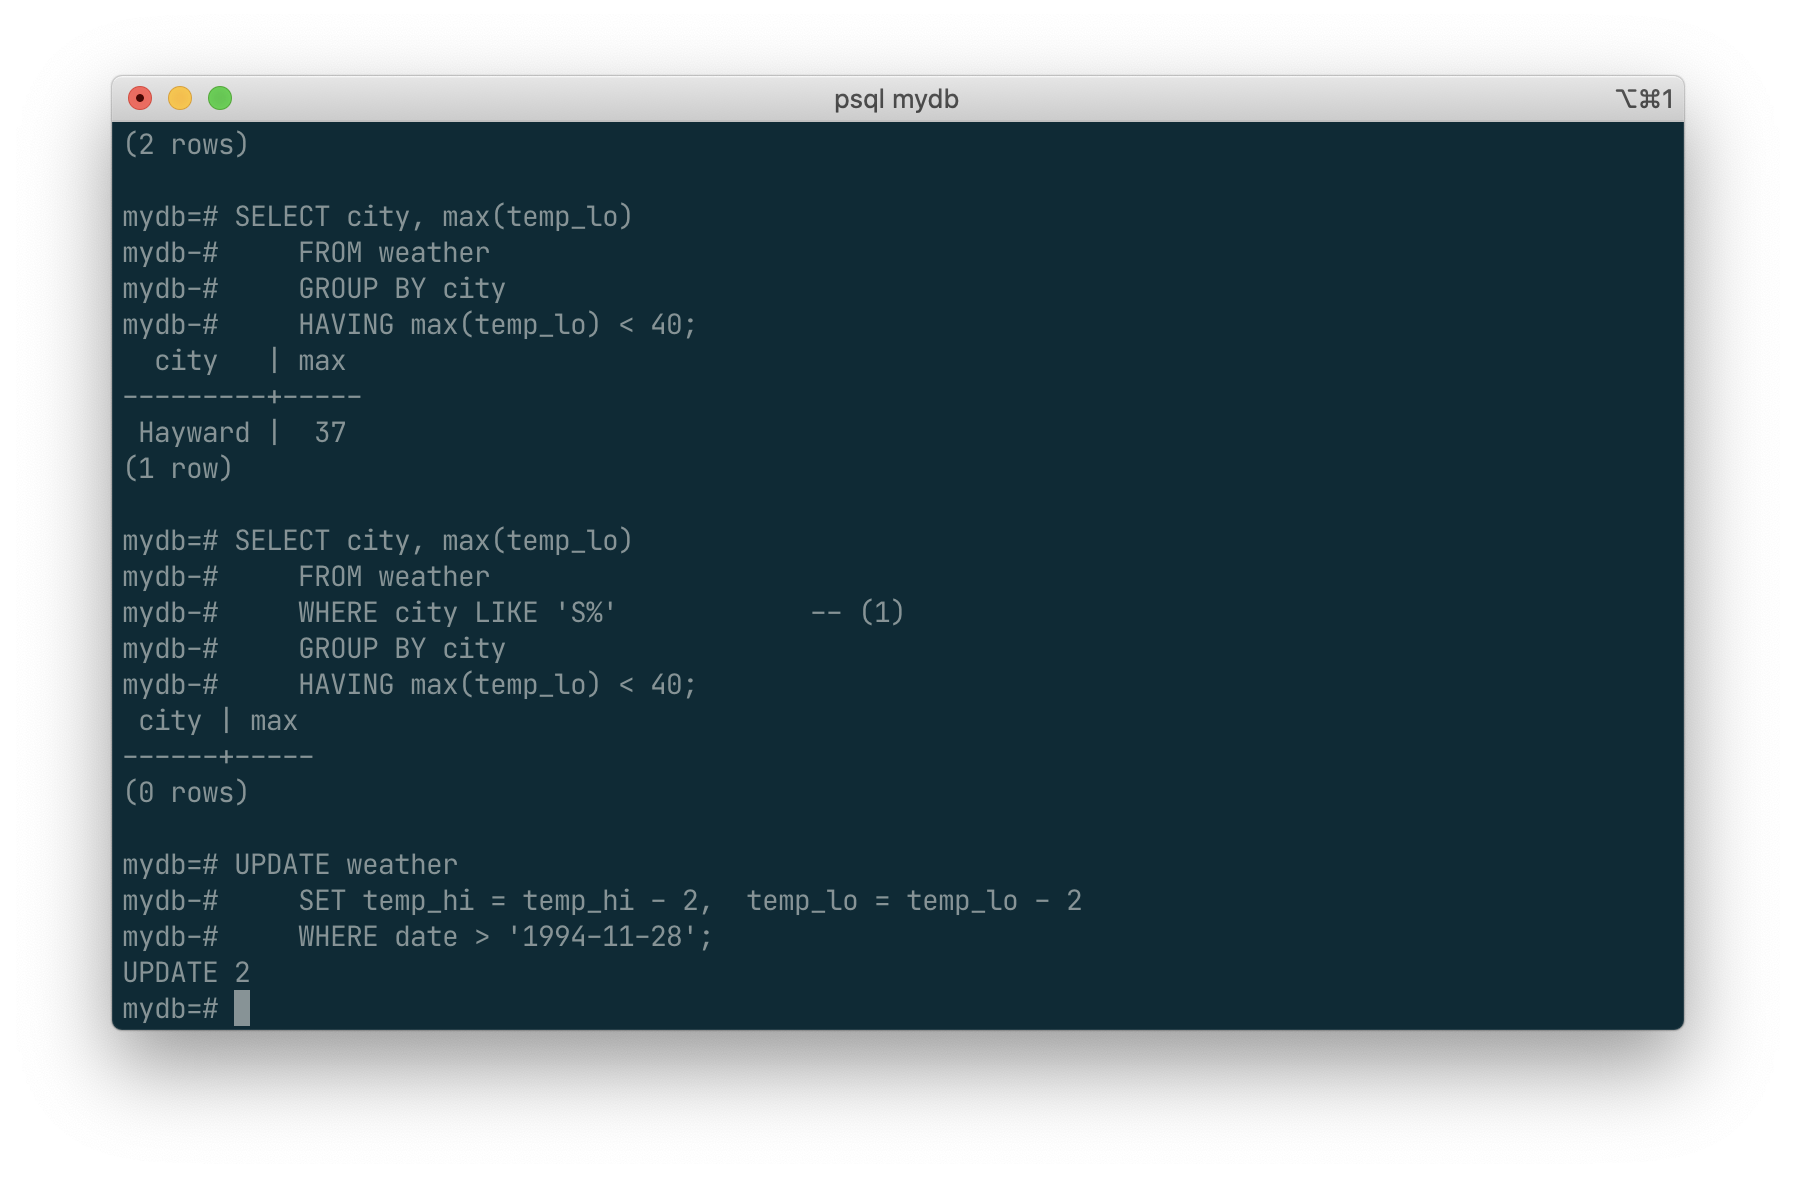 psql mydb
⌥⌘1
(2 rows)
mydb=# SELECT city, max(temp_lo)
mydb-#     FROM weather
mydb-#     GROUP BY city
mydb-#     HAVING max(temp_lo) < 40;
  city   | max
---------+-----
 Hayward |  37
(1 row)
mydb=# SELECT city, max(temp_lo)
mydb-#     FROM weather
mydb-#     WHERE city LIKE 'S%'            -- (1)
mydb-#     GROUP BY city
mydb-#     HAVING max(temp_lo) < 40;
 city | max
------+-----
(0 rows)
mydb=# UPDATE weather
mydb-#     SET temp_hi = temp_hi - 2,  temp_lo = temp_lo - 2
mydb-#     WHERE date > '1994-11-28';
UPDATE 2
mydb=#